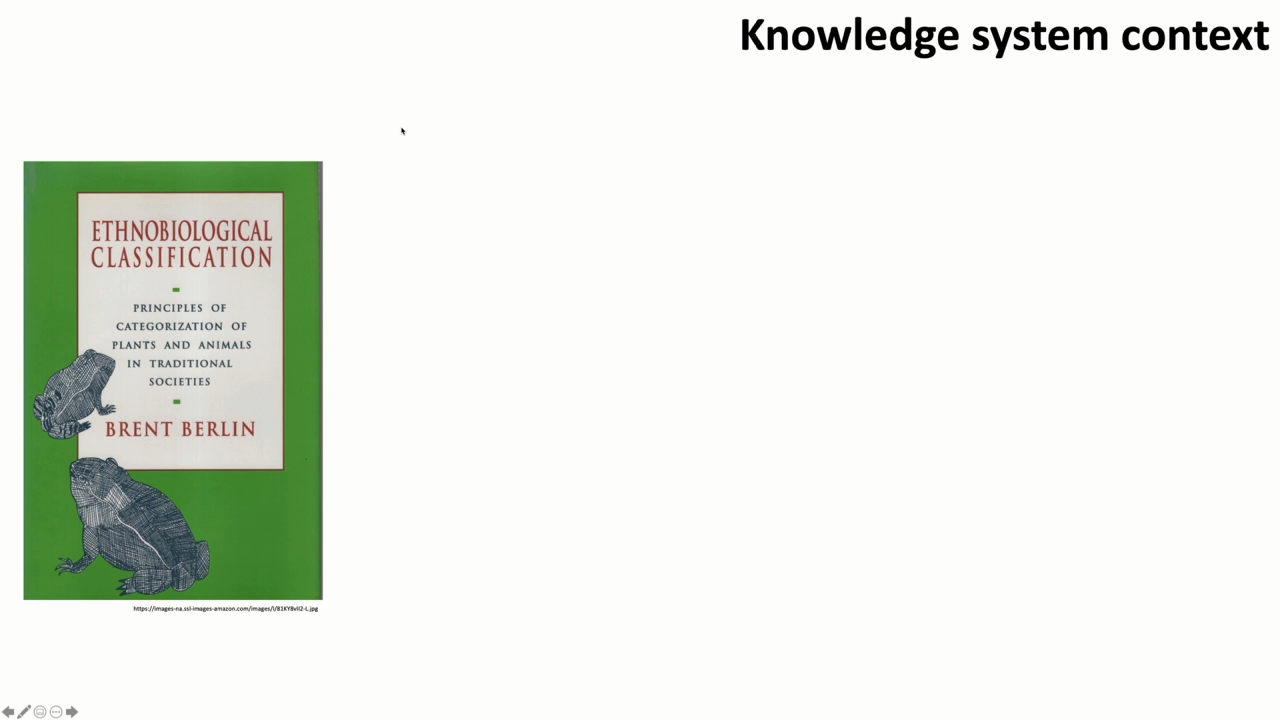 Knowledge system context
ETHNOBIOLOGICAL
CLASSIFICATION
PRINCIPLES OF
CATEGORIZATION OF
PLANTS AND ANIMALS
IN TRADITIONAL
SOCIETIES
BRENT BERLIN